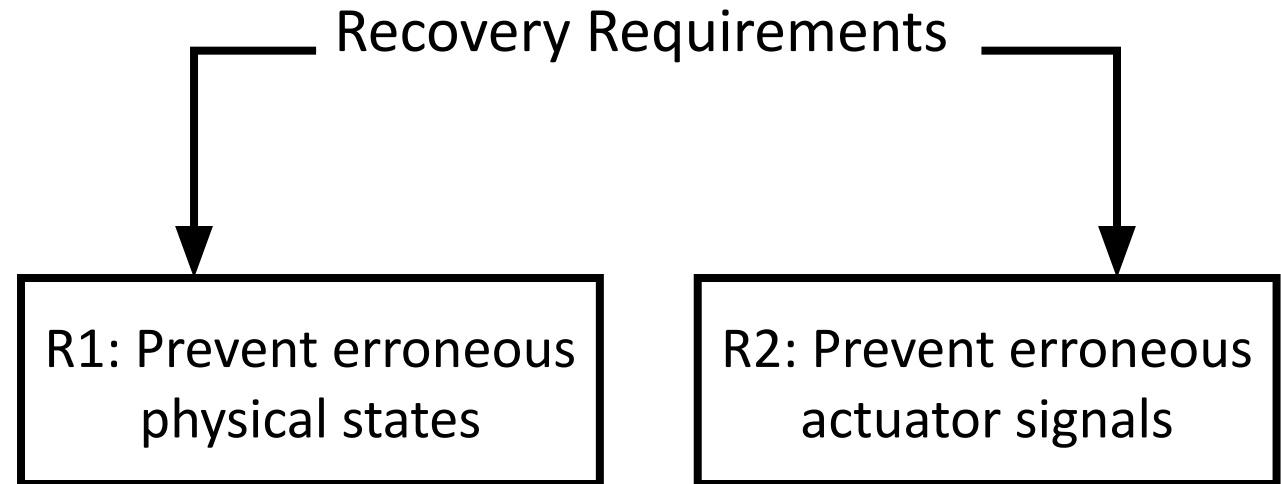 Recovery Requirements
R1: Prevent erroneous
physical states
R2: Prevent erroneous
actuator signals